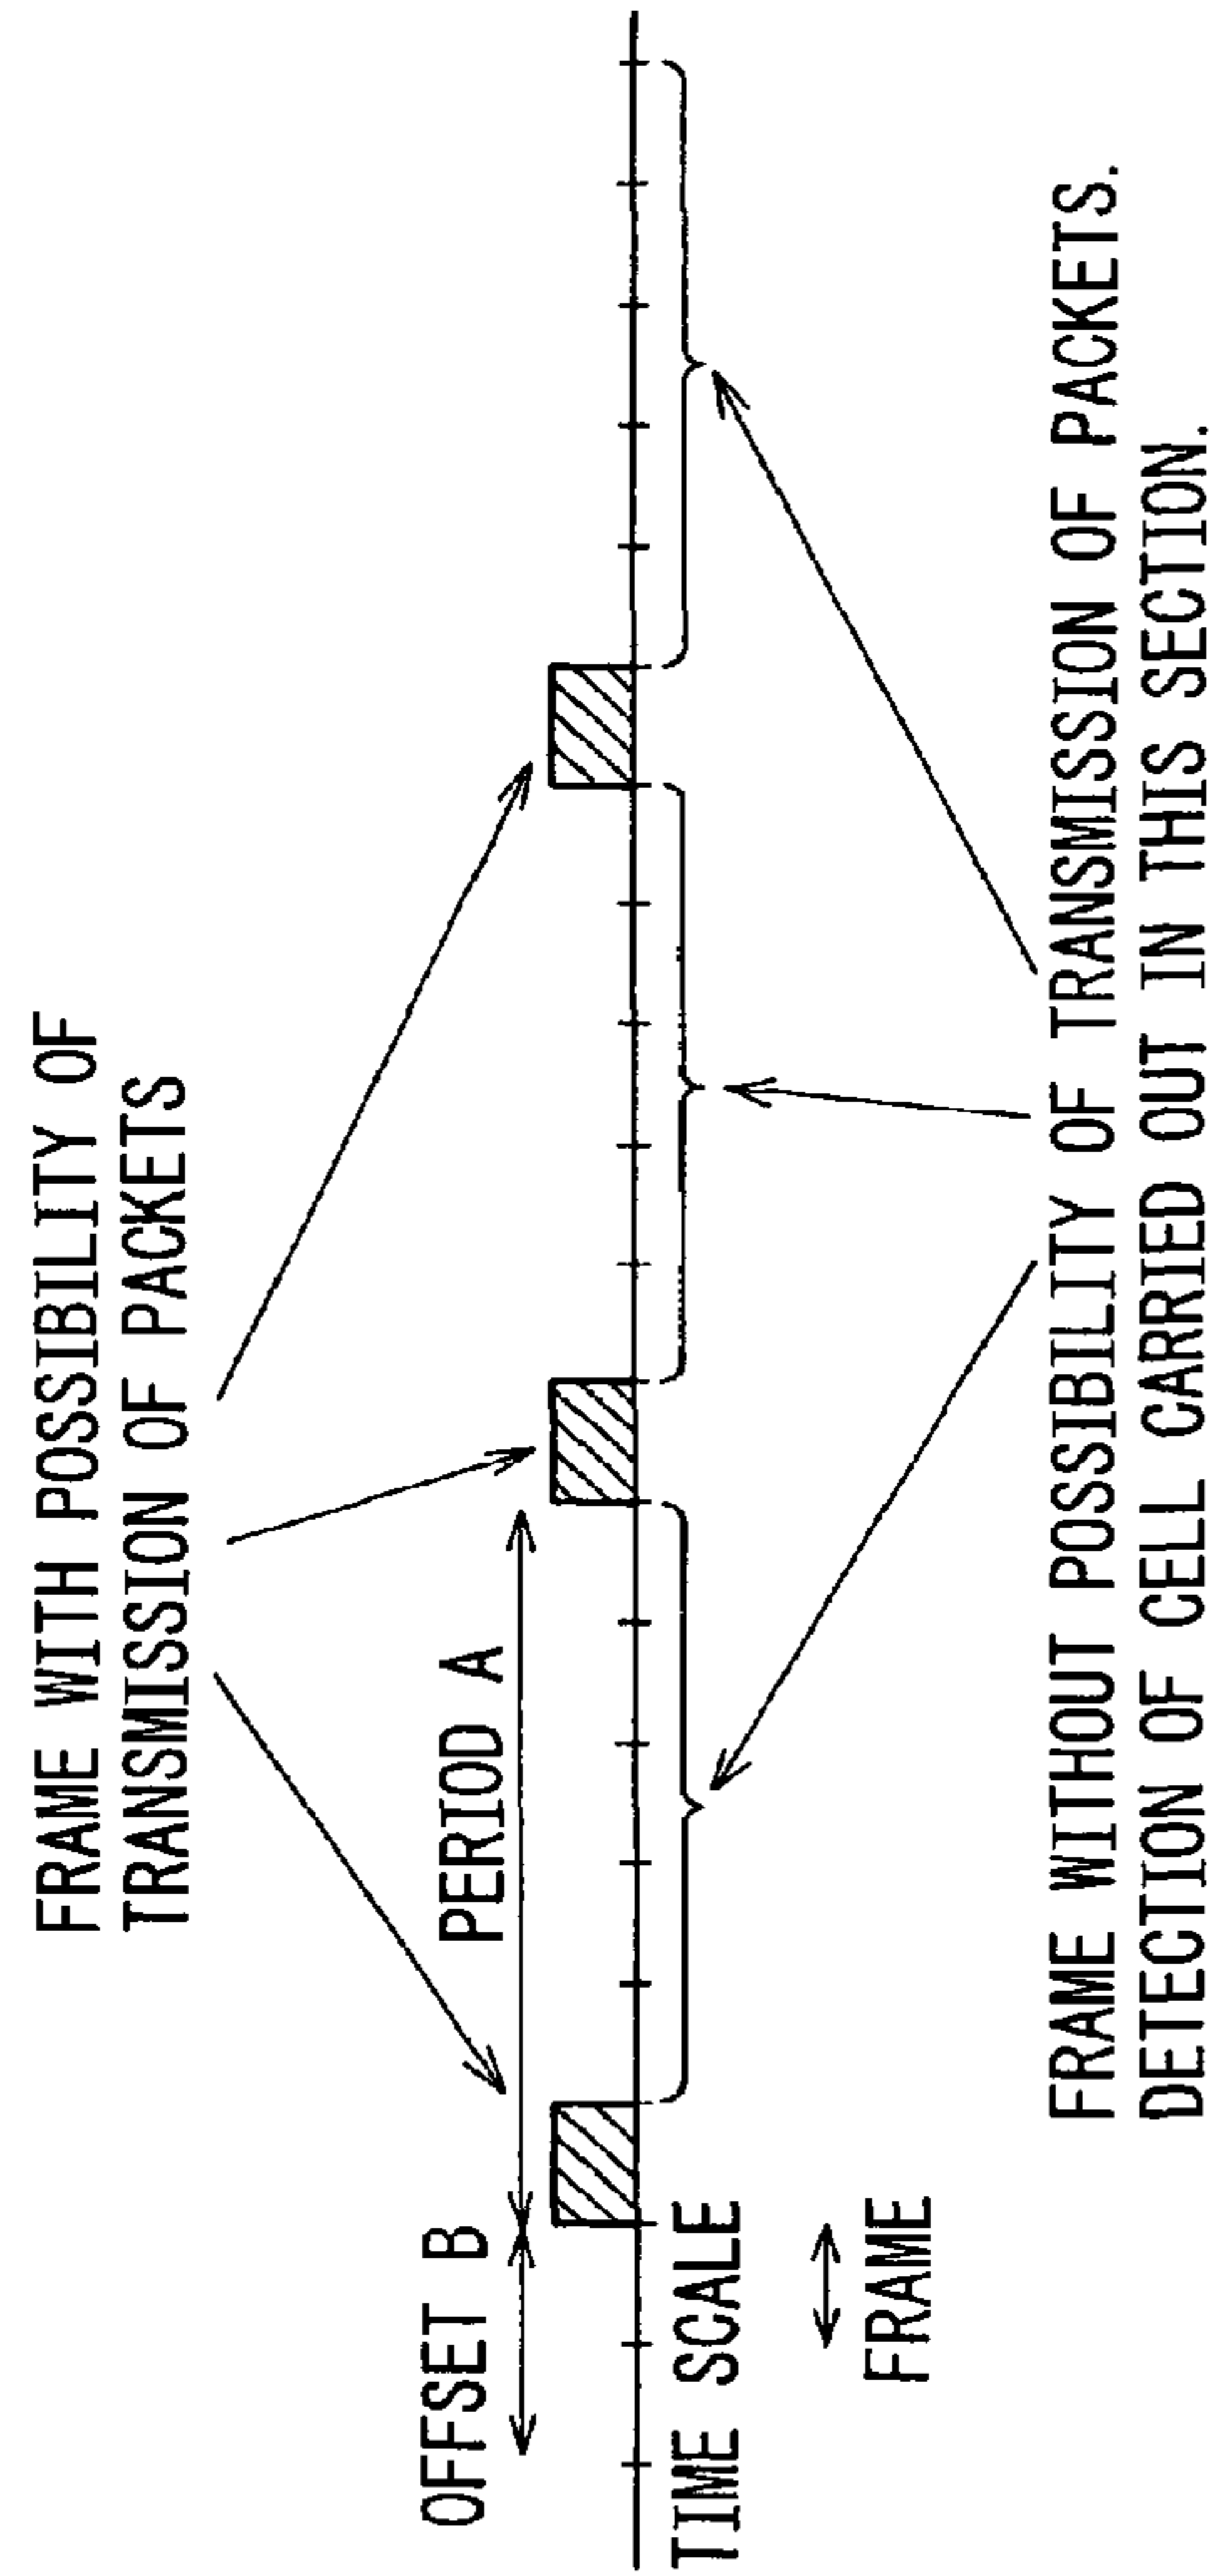 FRAME WITH POSSIBILITY OF
TRANSMISSION OF PACKETS
OFFSET B
PERIOD A
TIME SCALE
FRAME
FRAME WITHOUT POSSIBILITY OF TRANSMISSION OF PACKETS.
DETECTION OF CELL CARRIED OUT IN THIS SECTION.